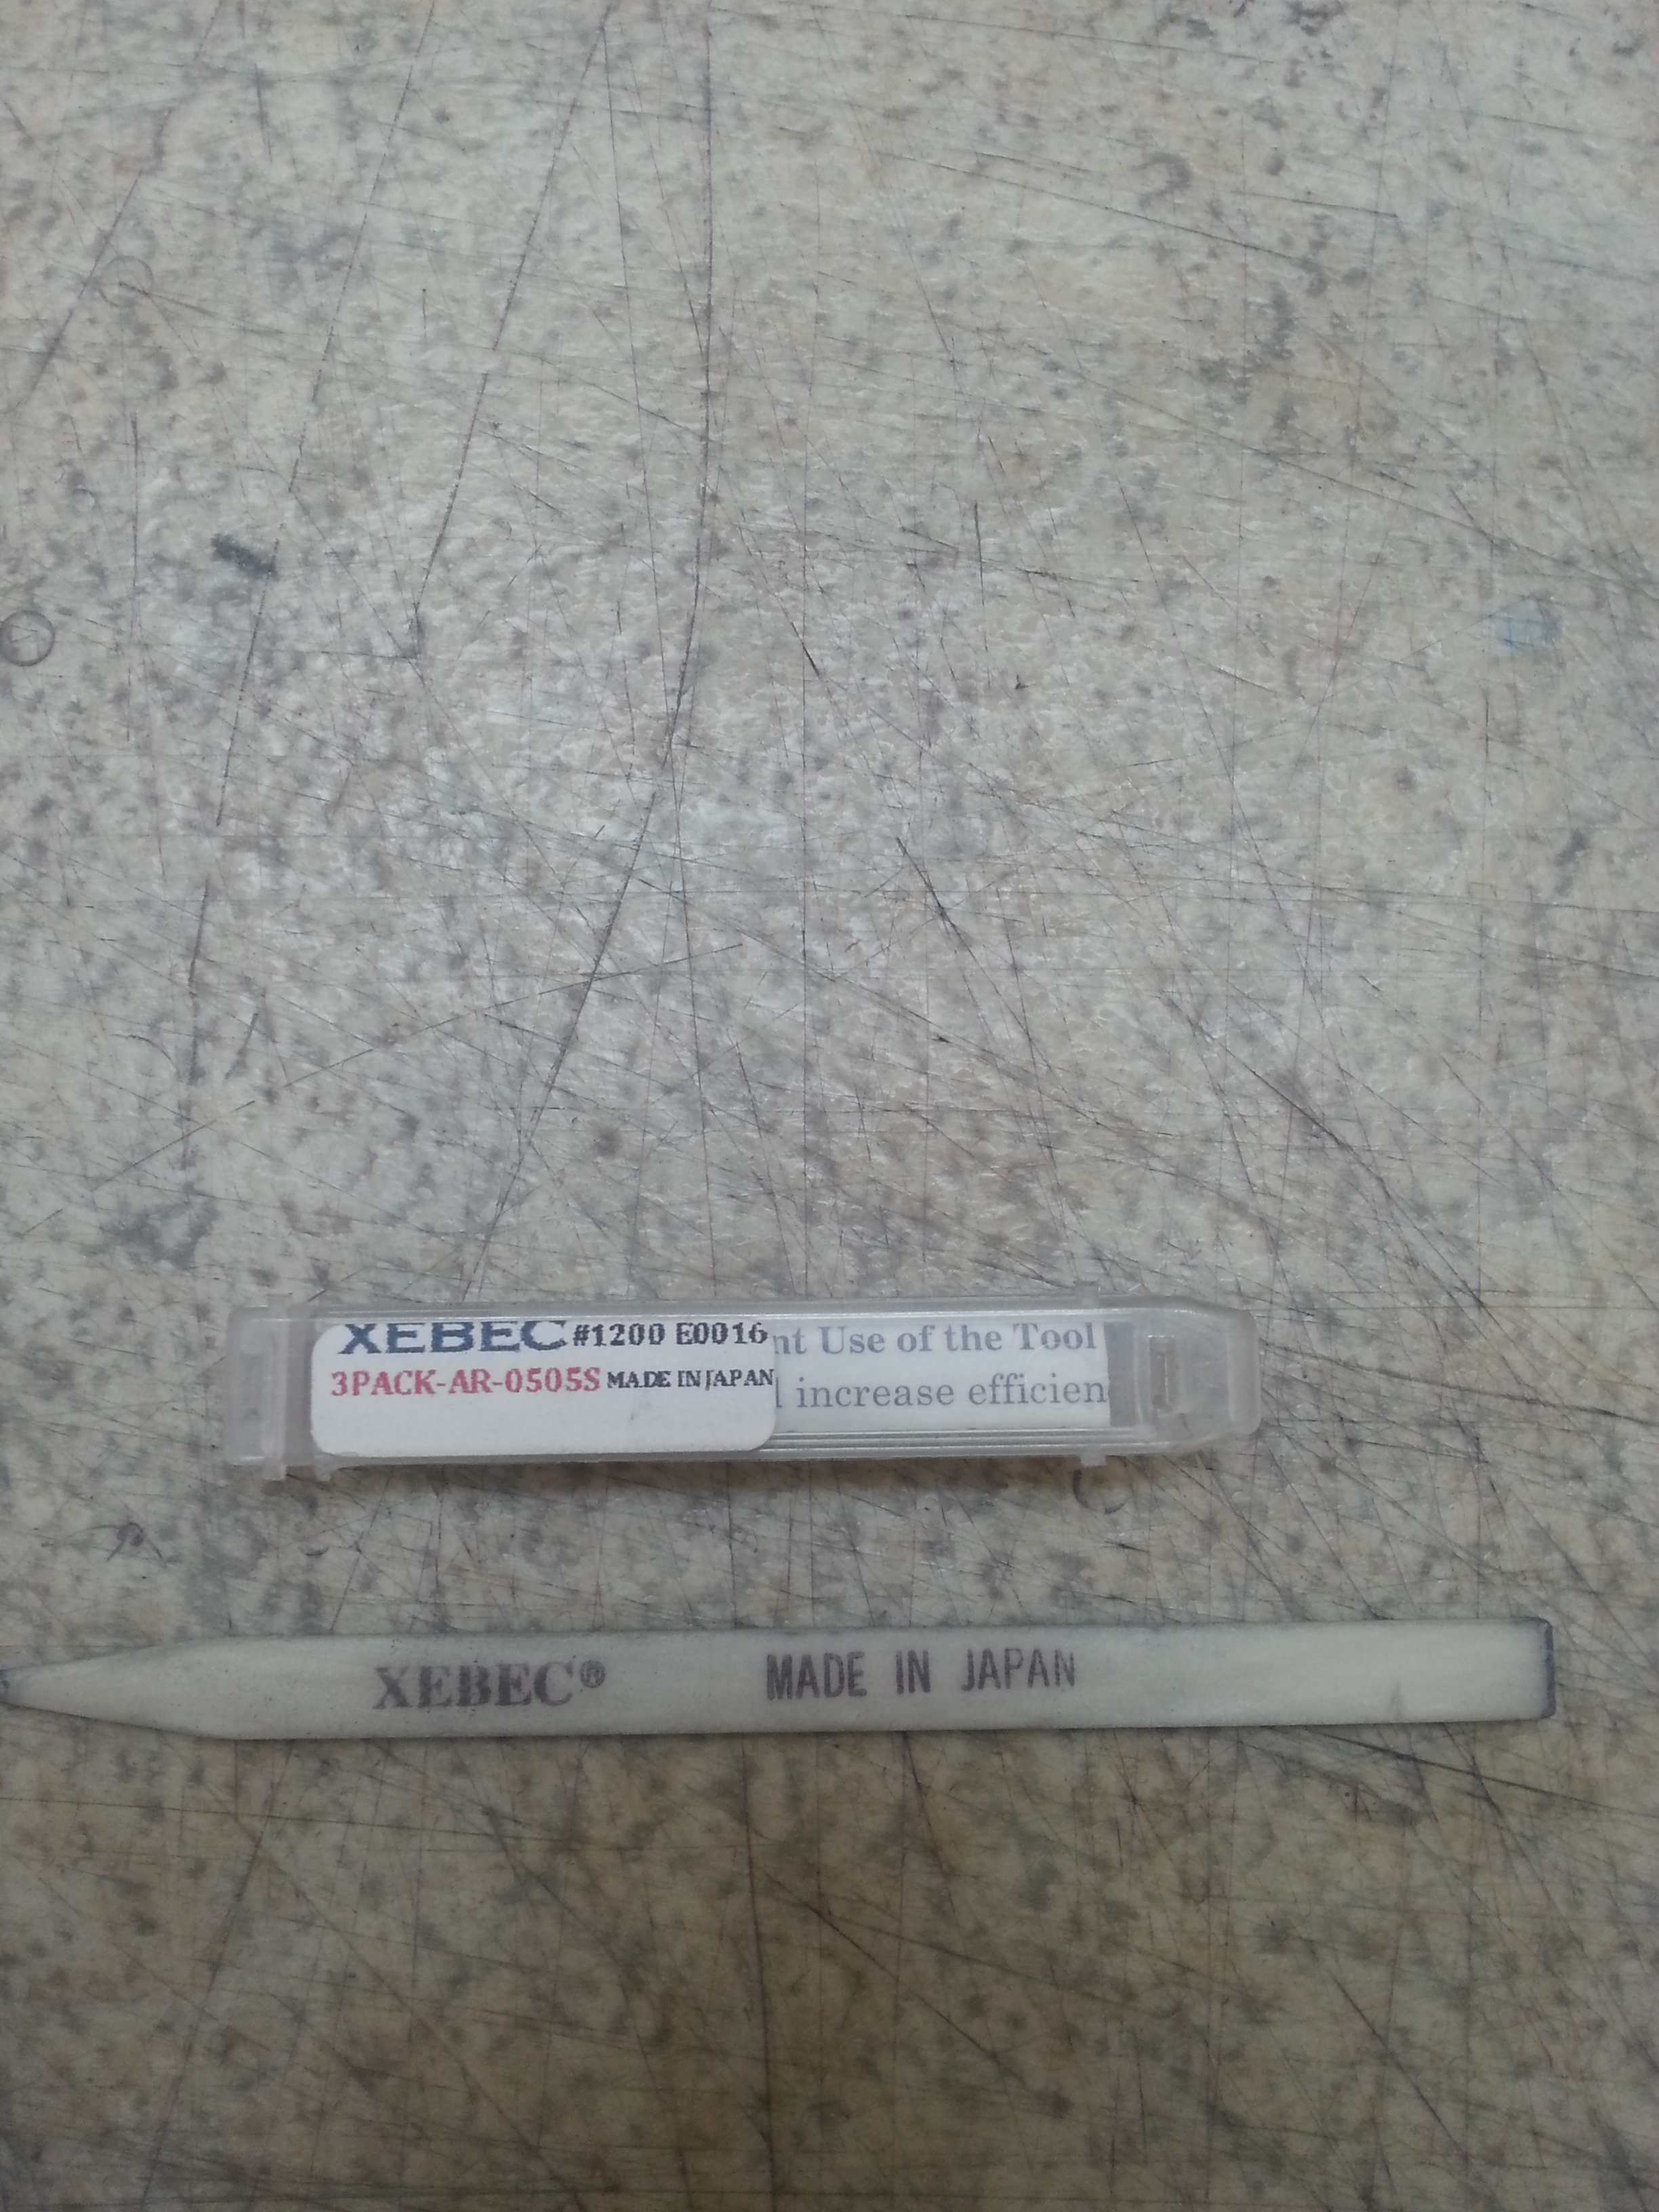 XEBEC #1200 E0016
3PACK-AR-0505S MADE IN JAPAN
nt Use of the Tool
increase efficien
XEBEC® MADE IN JAPAN